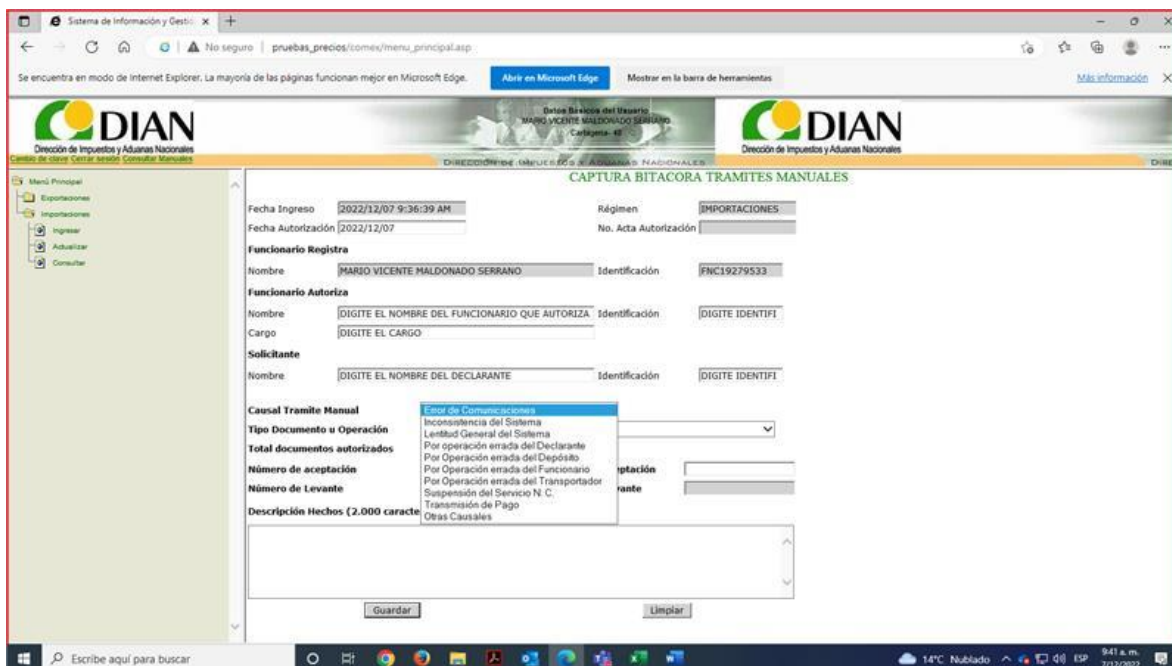 Sistema de Información y Gestió
No seguro | pruebas_precios/comex/menu_principal.asp
Se encuentra en modo de Internet Explorer. La mayoría de las páginas funcionan mejor en Microsoft Edge. Abrir en Microsoft Edge Mostrar en la barra de herramientas Más información
DIAN
Dirección de Impuestos y Aduanas Nacionales
Cambio de clave Cerrar sesión Consultar Manuales
Datos Básicos del Usuario
MARIO VICENTE MALDONADO SERRANO
Cartagena- 48
DIRECCIÓN DE IMPUESTOS Y ADUANAS NACIONALES
DIAN
Dirección de Impuestos y Aduanas Nacionales
DIRE
Menú Principal
Exportaciones
Importaciones
Ingresar
Actualizar
Consultar
CAPTURA BITACORA TRAMITES MANUALES
Fecha Ingreso 2022/12/07 9:36:39 AM Régimen IMPORTACIONES
Fecha Autorización 2022/12/07 No. Acta Autorización
Funcionario Registra
Nombre MARIO VICENTE MALDONADO SERRANO Identificación FNC19279533
Funcionario Autoriza
Nombre DIGITE EL NOMBRE DEL FUNCIONARIO QUE AUTORIZA Identificación DIGITE IDENTIFI
Cargo DIGITE EL CARGO
Solicitante
Nombre DIGITE EL NOMBRE DEL DECLARANTE Identificación DIGITE IDENTIFI
Causal Tramite Manual
Tipo Documento u Operación
Total documentos autorizados
Número de aceptación eptación
Número de Levante vante
Descripción Hechos (2.000 caracte
Error de Comunicaciones
Inconsistencia del Sistema
Lentitud General del Sistema
Por operación errada del Declarante
Por Operación errada del Depósito
Por Operación errada del Funcionario
Por Operación errada del Transportador
Suspensión del Servicio N. C.
Transmisión de Pago
Otras Causales
Guardar Limpiar
Escribe aquí para buscar
14°C Nublado ESP 9:41 a. m.
7/12/2022